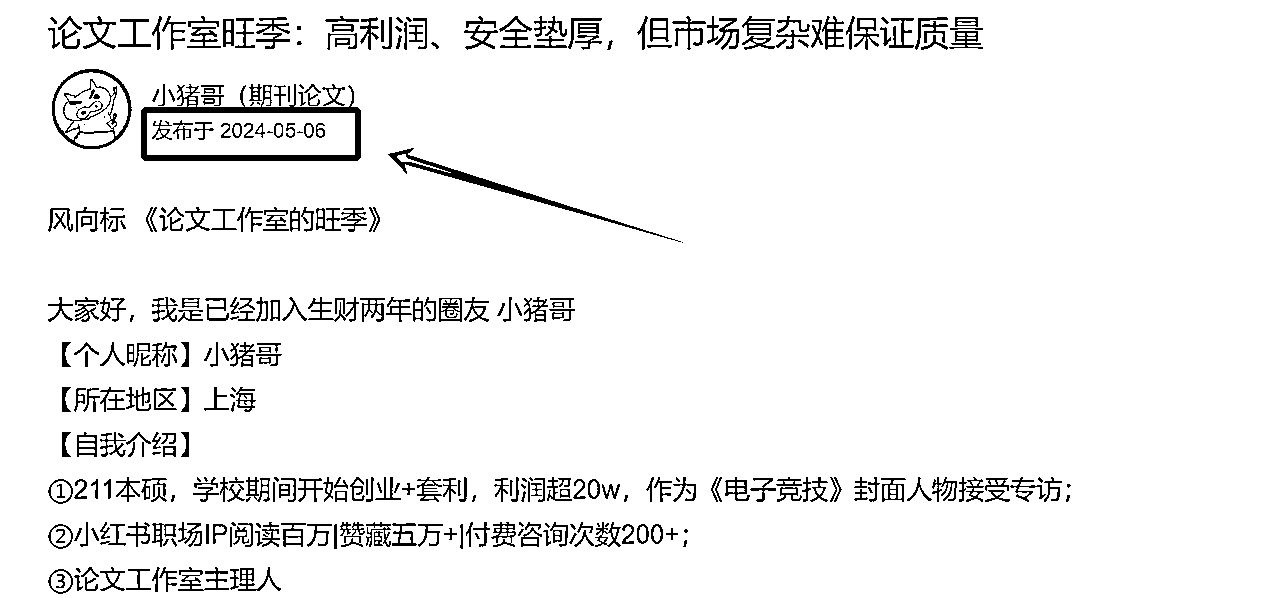 论文工作室旺季：高利润、安全垫厚，但市场复杂难保证质量
小猪哥（期刊论文）
发布于 2024-05-06
风向标 《论文工作室的旺季》
大家好，我是已经加入生财两年的圈友 小猪哥
【个人昵称】小猪哥
【所在地区】上海
【自我介绍】
①211本硕，学校期间开始创业+套利，利润超20w，作为《电子竞技》封面人物接受专访；
②小红书职场IP阅读百万|赞藏五万+|付费咨询次数200+；
③论文工作室主理人